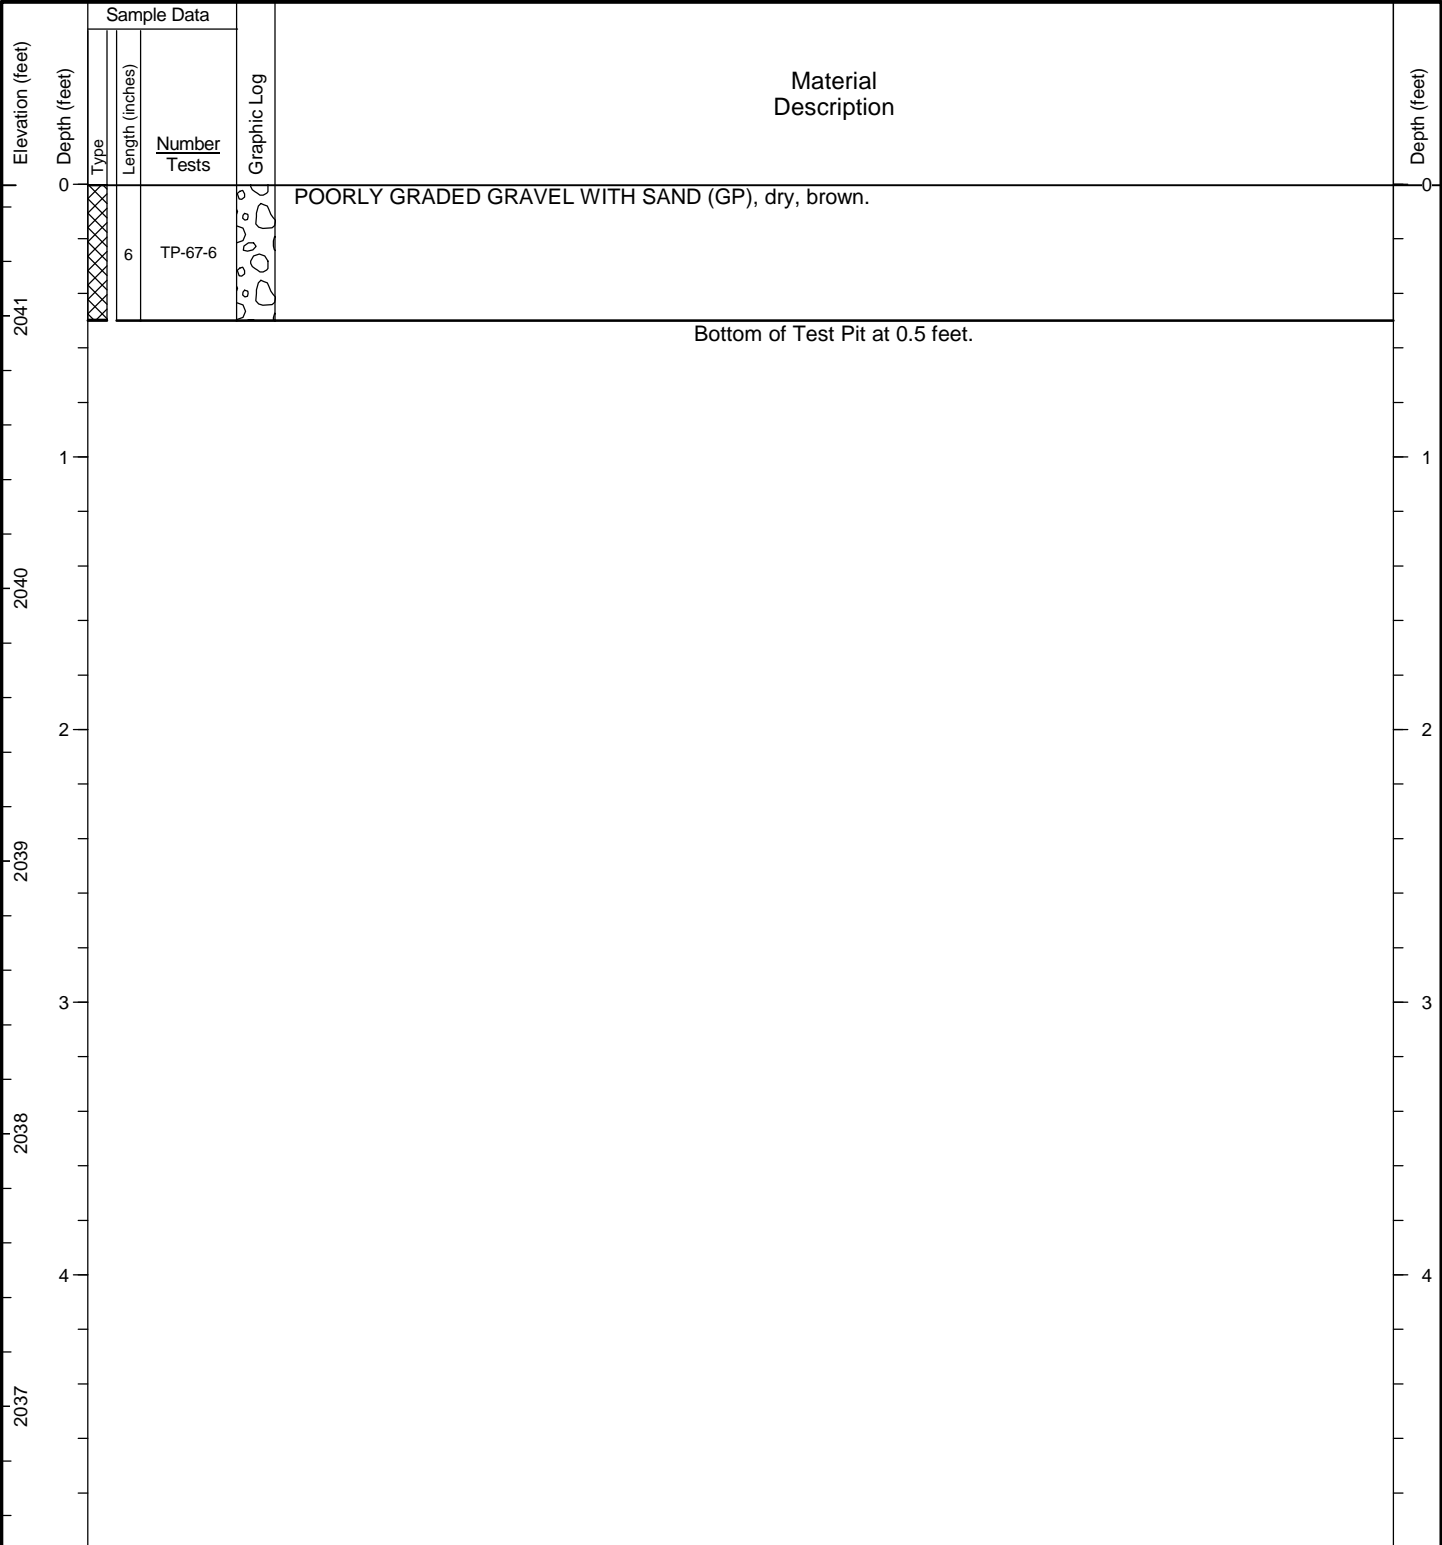 Sample Data
Elevation (feet)
Depth (feet)
Type
Length (inches)
Number
Tests
Graphic Log
Material
Description
Depth (feet)
0
0
POORLY GRADED GRAVEL WITH SAND (GP), dry, brown.
6
TP-67-6
2041
Bottom of Test Pit at 0.5 feet.
1
1
2040
2
2
2039
3
3
2038
4
4
2037